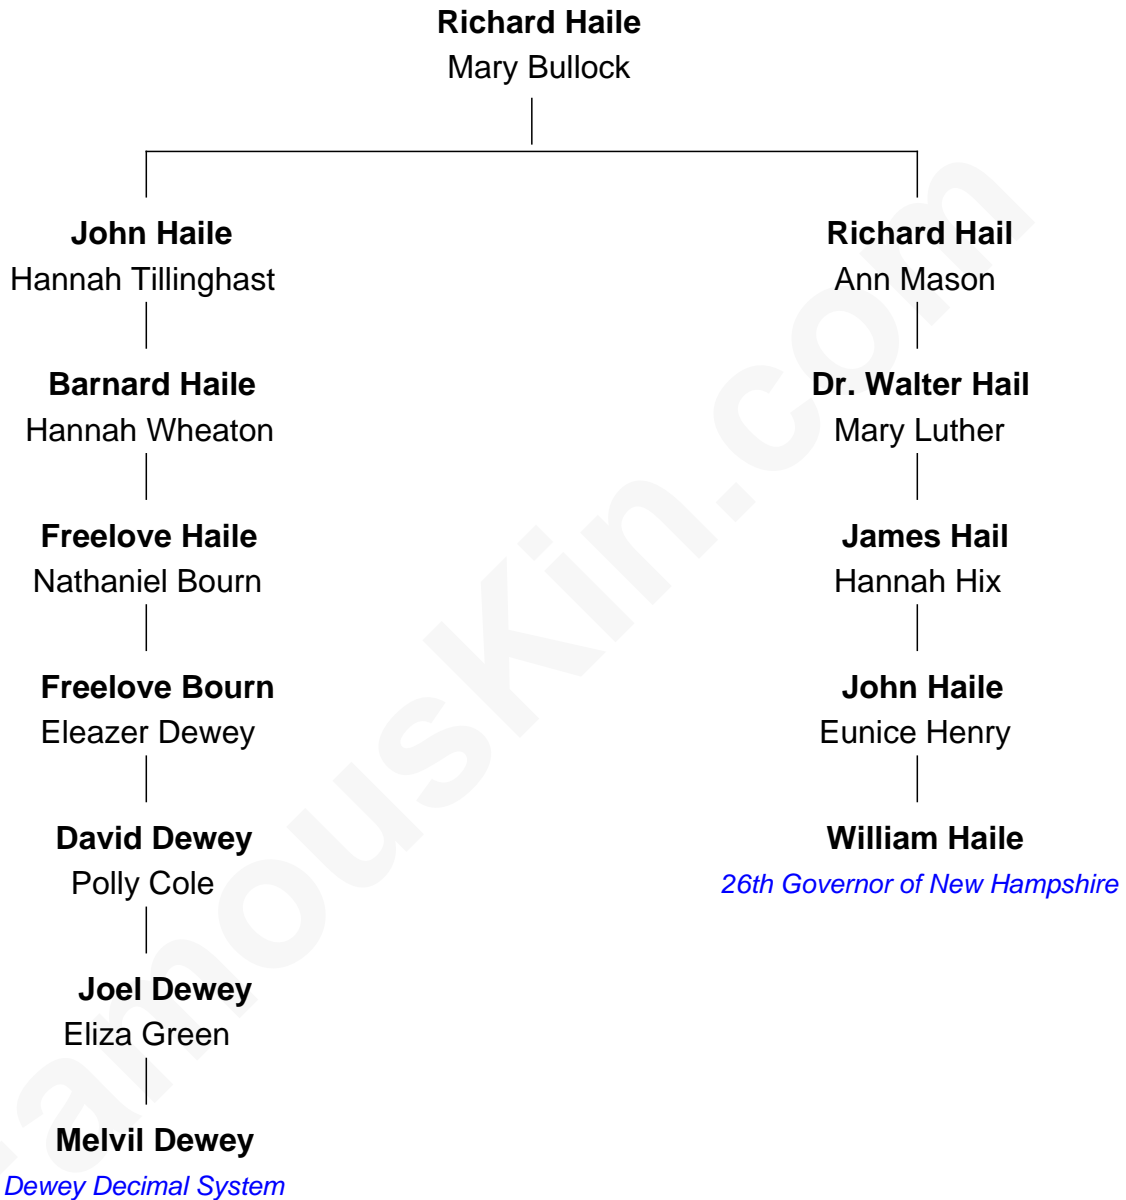 Richard Haile
Mary Bullock
John Haile
Hannah Tillinghast
Richard Hail
Ann Mason
Barnard Haile
Hannah Wheaton
Dr. Walter Hail
Mary Luther
Freelove Haile
Nathaniel Bourn
James Hail
Hannah Hix
Freelove Bourn
Eleazer Dewey
John Haile
Eunice Henry
David Dewey
Polly Cole
William Haile
26th Governor of New Hampshire
Joel Dewey
Eliza Green
Melvil Dewey
Dewey Decimal System
FamousKin.com